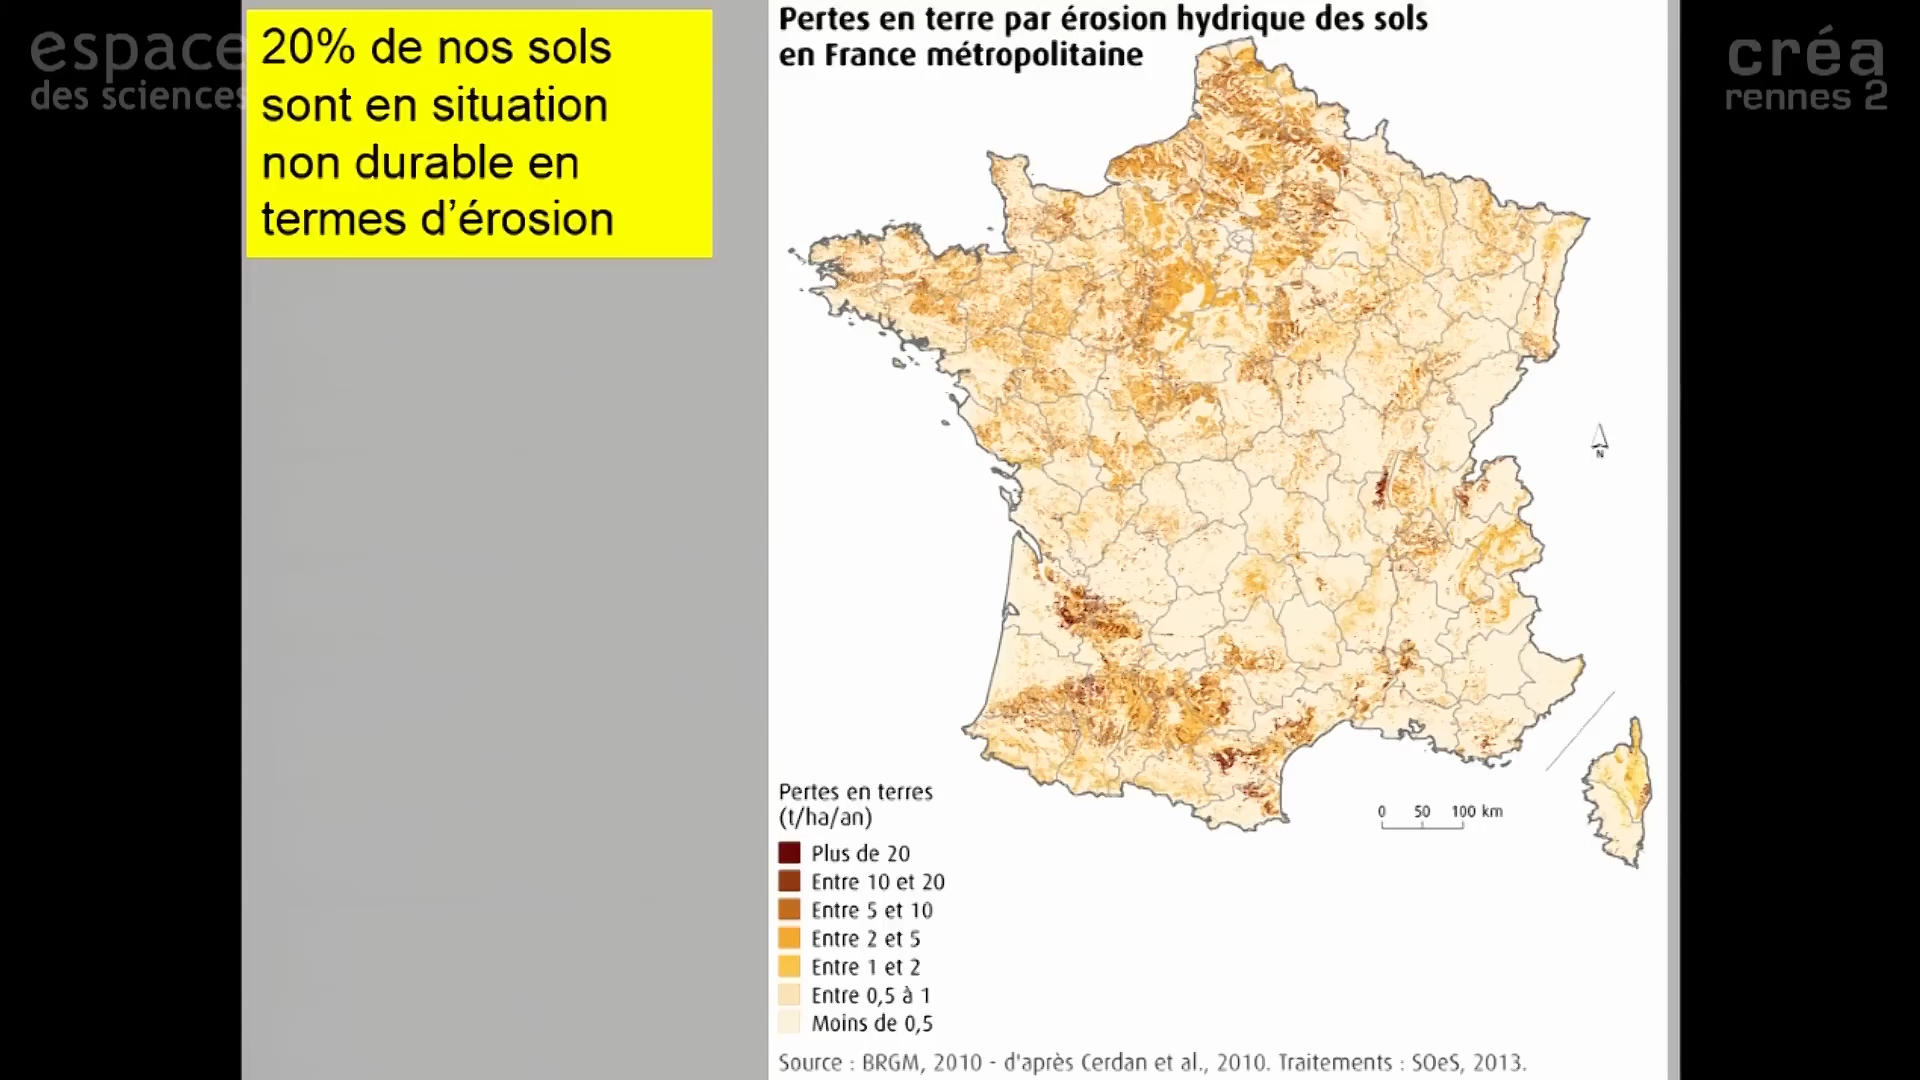 espace
des sciences
20% de nos sols
sont en situation
non durable en
termes d’érosion
Pertes en terre par érosion hydrique des sols
en France métropolitaine
créa
rennes 2
N
0 50 100 km
Pertes en terres
(t/ha/an)
Plus de 20
Entre 10 et 20
Entre 5 et 10
Entre 2 et 5
Entre 1 et 2
Entre 0,5 à 1
Moins de 0,5
Source : BRGM, 2010 - d'après Cerdan et al., 2010. Traitements : SOeS, 2013.